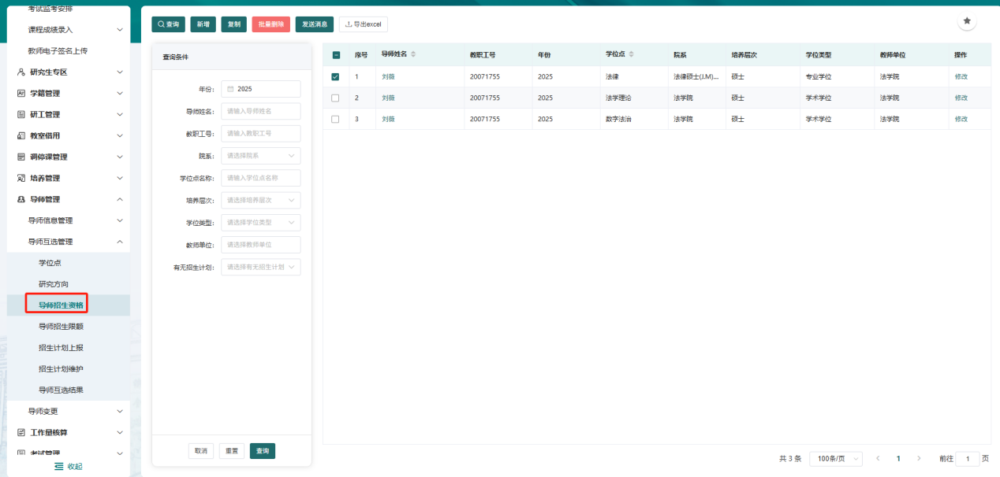 考试监考安排
课程成绩录入
教师电子签名上传
研究生专区
学籍管理
研工管理
教室借用
调停课管理
培养管理
导师管理
导师信息管理
导师互选管理
学位点
研究方向
导师招生资格
导师招生限额
招生计划上报
招生计划维护
导师互选结果
导师变更
工作量核算
考试管理
收起
查询 新增 复制 批量删除 发送消息 导出excel
查询条件
年份: 2025
导师姓名: 请输入导师姓名
教职工号: 请输入教职工号
院系: 请选择院系
学位点名称: 请输入学位点名称
培养层次: 请选择培养层次
学位类型: 请选择学位类型
教师单位: 请选择教师单位
有无招生计划: 请选择有无招生计划
取消 重置 查询
序号 导师姓名 教职工号 年份 学位点 院系 培养层次 学位类型 教师单位 操作
1 刘薇 20071755 2025 法律 法律硕士(J.M)... 硕士 专业学位 法学院 修改
2 刘薇 20071755 2025 法学理论 法学院 硕士 学术学位 法学院 修改
3 刘薇 20071755 2025 数字法治 法学院 硕士 学术学位 法学院 修改
共 3 条 100条/页 1 前往 1 页